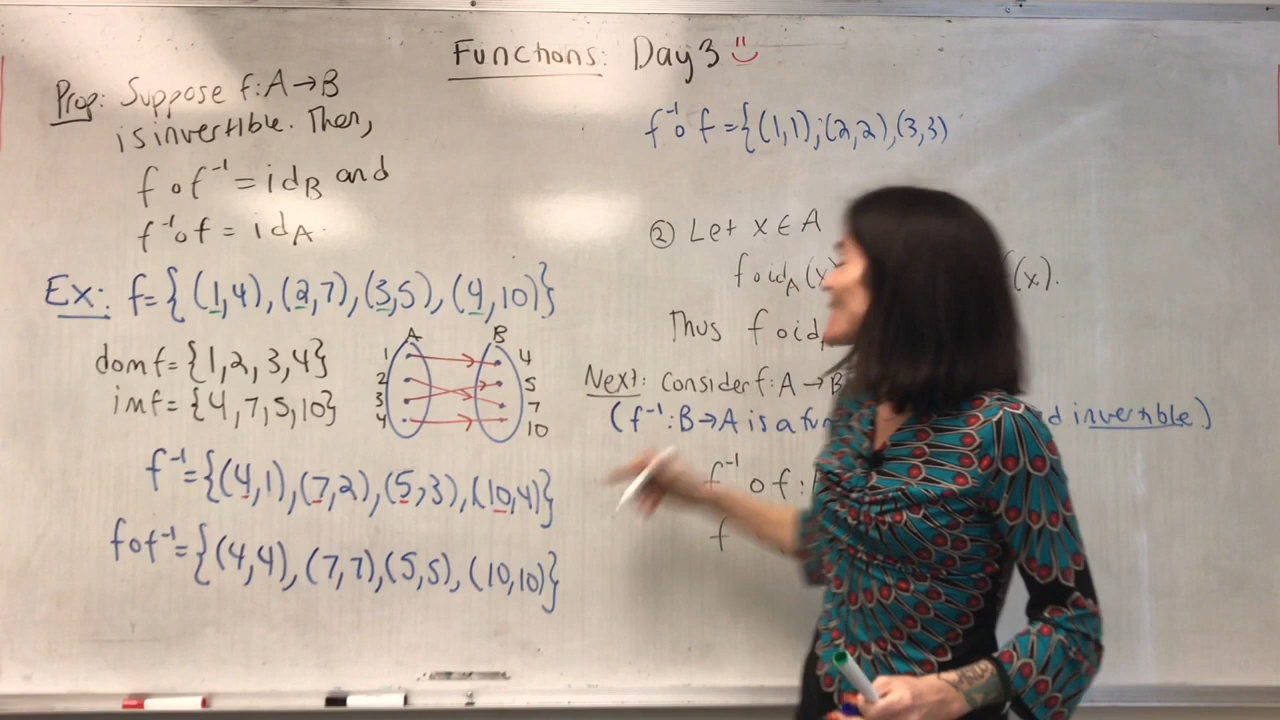 Functions: Day 3
Prop: Suppose f: A → B
is invertible. Then,
f o f⁻¹ = id_B and
f⁻¹ o f = id_A.
Ex: f = { (1,4), (2,7), (3,5), (4,10) }
dom f = {1, 2, 3, 4}
im f = {4, 7, 5, 10}
A B
1 4
2 5
3 7
4 10
f⁻¹ = {(4,1), (7,2), (5,3), (10,4)}
f o f⁻¹ = {(4,4), (7,7), (5,5), (10,10)}
f⁻¹ o f = {(1,1), (2,2), (3,3)
② Let x ∈ A
f o id_A (x) f(x).
Thus f o id
Next: Consider f: A → B
(f⁻¹: B → A is a fun d invertible)
f⁻¹ o f :
f